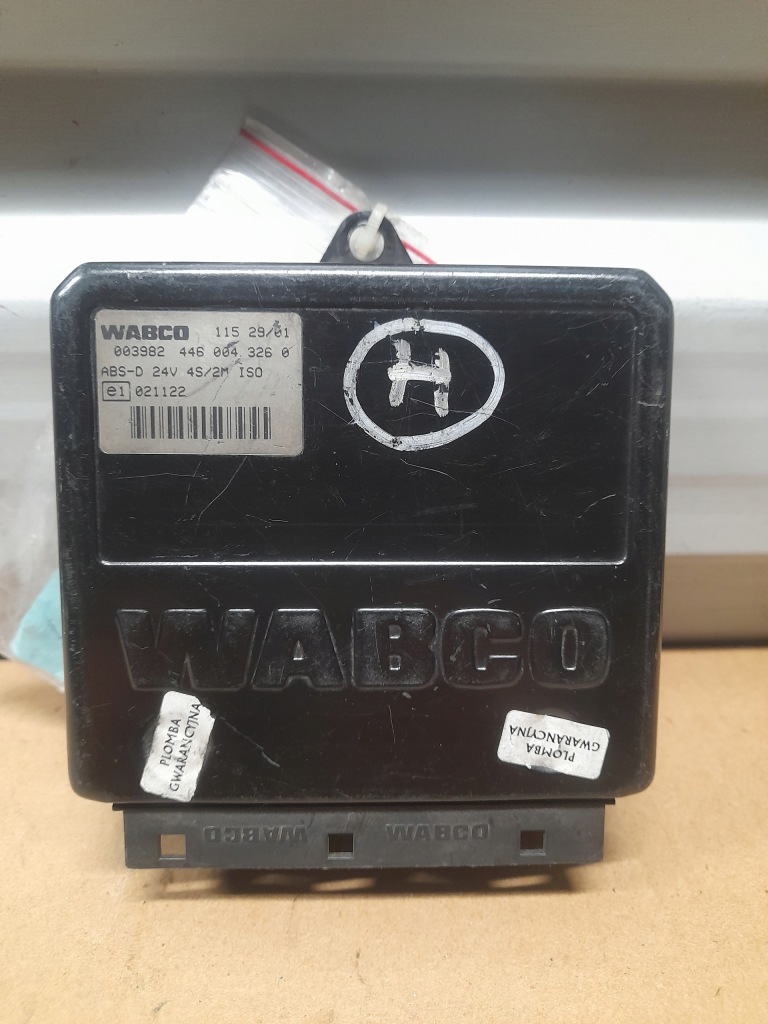 WABCO 115 29/01
003982 446 004 326 0
ABS-D 24V 4S/2M ISO
e1 021122
H
WABCO
PLOMBA
GWARANCYJNA
PLOMBA
GWARANCYJNA
WABCO WABCO